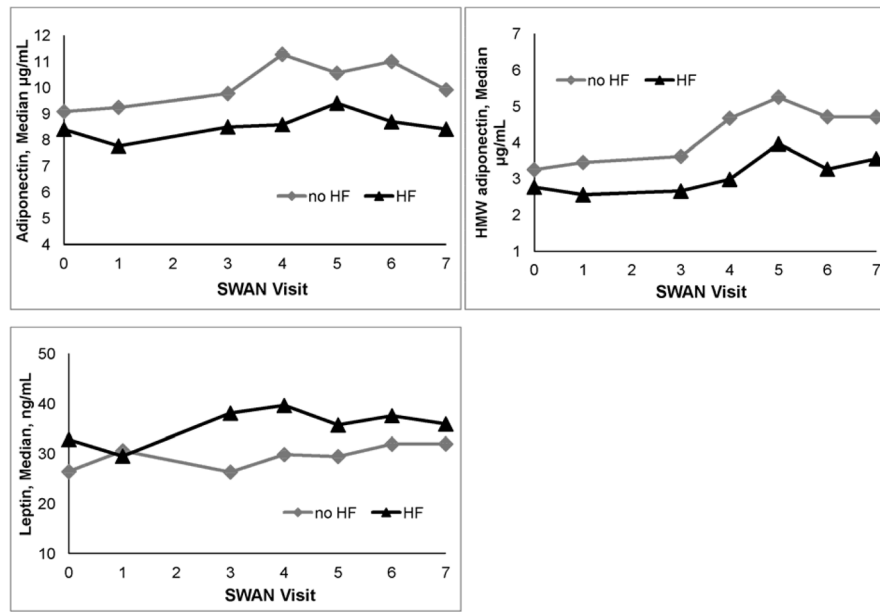 Adiponectin, Median µg/mL
12
11
10
9
8
7
6
5
4
no HF HF
0 1 2 3 4 5 6 7
SWAN Visit
HMW adiponectin, Median
µg/mL
7
6
5
4
3
2
1
no HF HF
0 1 2 3 4 5 6 7
SWAN Visit
Leptin, Median, ng/mL
50
40
30
20
10
no HF HF
0 1 2 3 4 5 6 7
SWAN Visit